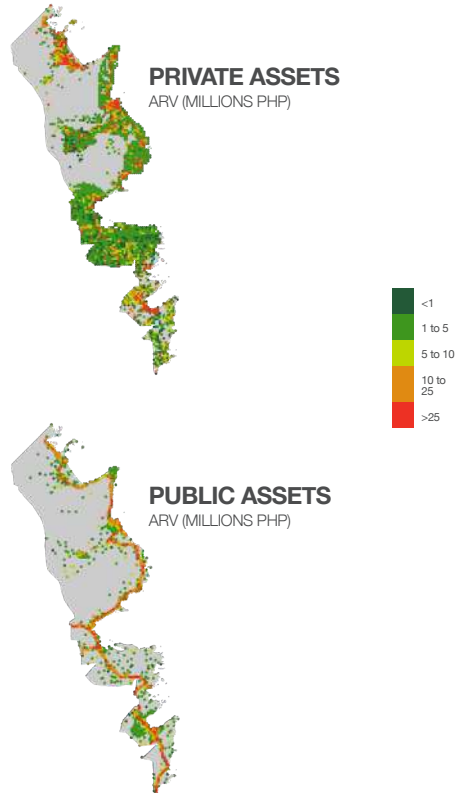 PRIVATE ASSETS
ARV (MILLIONS PHP)
<1
1 to 5
5 to 10
10 to
25
>25
PUBLIC ASSETS
ARV (MILLIONS PHP)